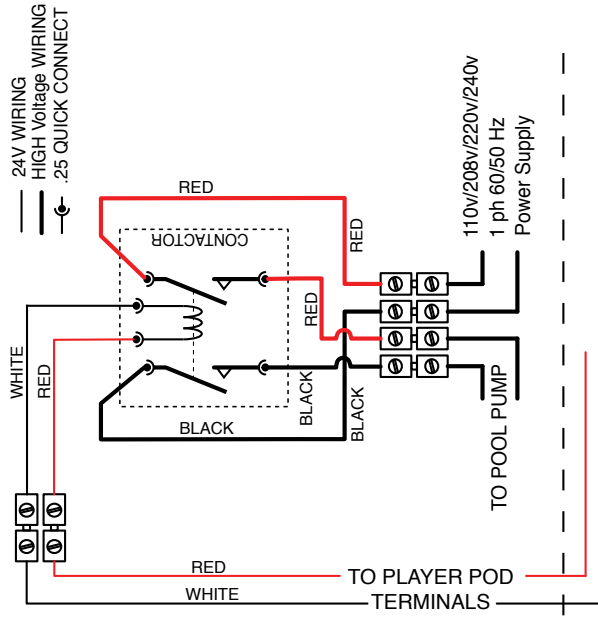 24V WIRING
HIGH Voltage WIRING
.25 QUICK CONNECT
RED
CONTACTOR
RED
RED
WHITE
RED
BLACK
BLACK
BLACK
110v/208v/220v/240v
1 ph 60/50 Hz
Power Supply
TO POOL PUMP
RED
TO PLAYER POD
WHITE
TERMINALS